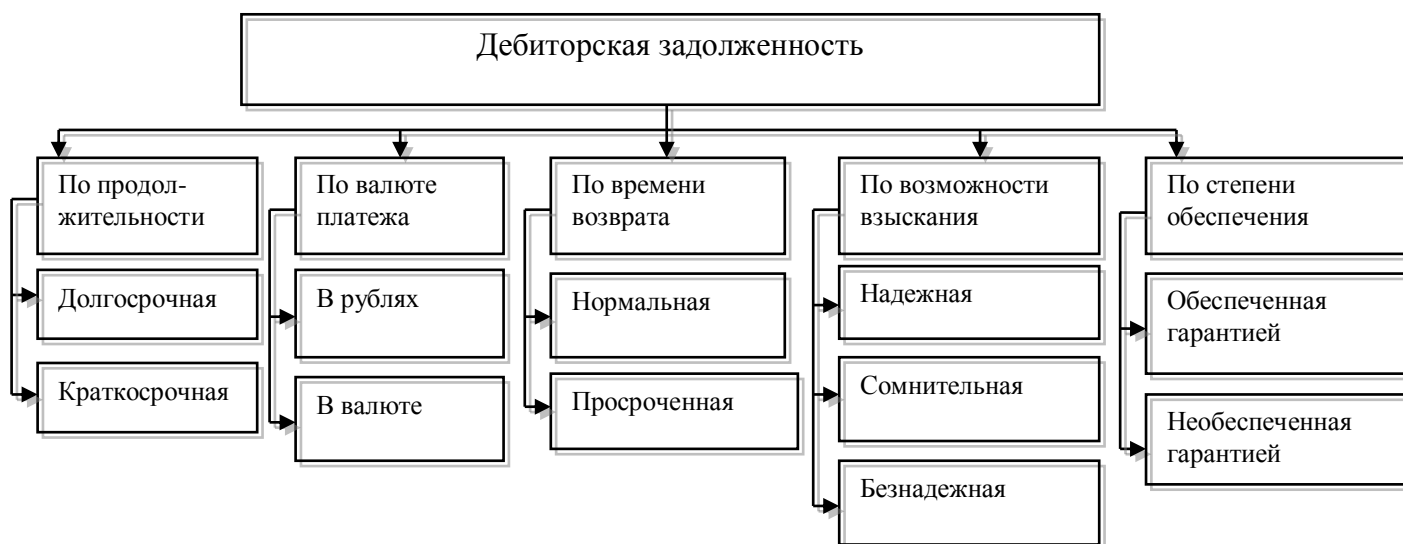 Дебиторская задолженность
По продол-
жительности
Долгосрочная
Краткосрочная
По валюте
платежа
В рублях
В валюте
По времени
возврата
Нормальная
Просроченная
По возможности
взыскания
Надежная
Сомнительная
Безнадежная
По степени
обеспечения
Обеспеченная
гарантией
Необеспеченная
гарантией